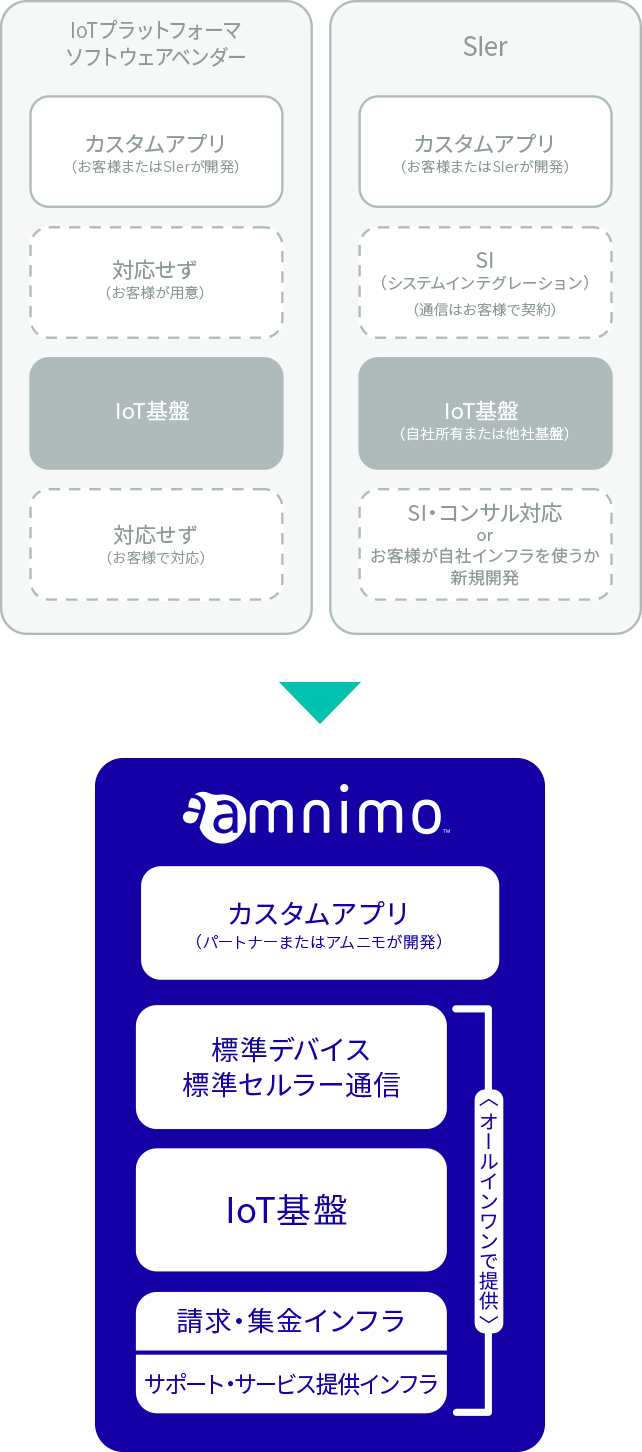 IoTプラットフォーマ
ソフトウェアベンダー
カスタムアプリ
（お客様またはSIerが開発）
対応せず
（お客様が用意）
IoT基盤
対応せず
（お客様で対応）
SIer
カスタムアプリ
（お客様またはSIerが開発）
SI
（システムインテグレーション）
（通信はお客様で契約）
IoT基盤
（自社所有または他社基盤）
SI・コンサル対応
or
お客様が自社インフラを使うか
新規開発
amnimo™
カスタムアプリ
（パートナーまたはアムニモが開発）
標準デバイス
標準セルラー通信
IoT基盤
請求・集金インフラ
サポート・サービス提供インフラ
〈オールインワンで提供〉